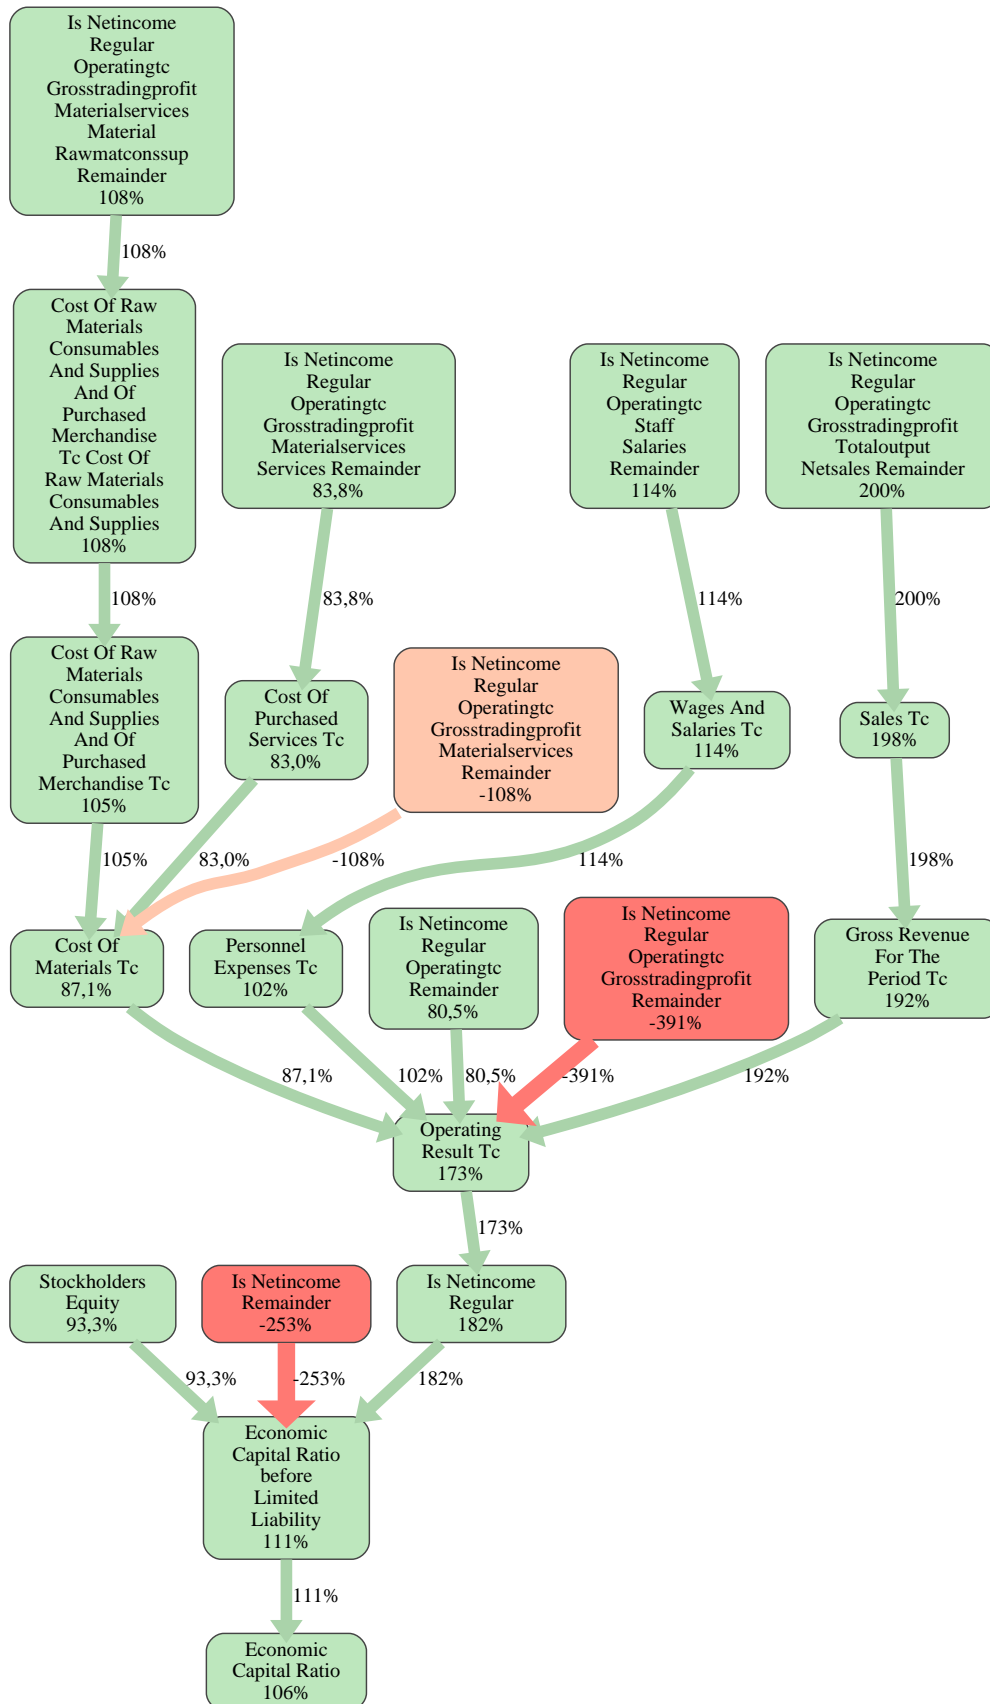 Is Netincome
Regular
Operatingtc
Grosstradingprofit
Materialservices
Material
Rawmatconssup
Remainder
108%
108%
Cost Of Raw
Materials
Consumables
And Supplies
And Of
Purchased
Merchandise
Tc Cost Of
Raw Materials
Consumables
And Supplies
108%
Is Netincome
Regular
Operatingtc
Grosstradingprofit
Materialservices
Services Remainder
83,8%
Is Netincome
Regular
Operatingtc
Staff
Salaries
Remainder
114%
Is Netincome
Regular
Operatingtc
Grosstradingprofit
Totaloutput
Netsales Remainder
200%
108%
83,8%
114%
200%
Cost Of Raw
Materials
Consumables
And Supplies
And Of
Purchased
Merchandise Tc
105%
Cost Of
Purchased
Services Tc
83,0%
Is Netincome
Regular
Operatingtc
Grosstradingprofit
Materialservices
Remainder
-108%
Wages And
Salaries Tc
114%
Sales Tc
198%
105%
83,0%
-108%
114%
198%
Cost Of
Materials Tc
87,1%
Personnel
Expenses Tc
102%
Is Netincome
Regular
Operatingtc
Remainder
80,5%
Is Netincome
Regular
Operatingtc
Grosstradingprofit
Remainder
-391%
Gross Revenue
For The
Period Tc
192%
87,1%
102%
80,5%
-391%
192%
Operating
Result Tc
173%
173%
Stockholders
Equity
93,3%
Is Netincome
Remainder
-253%
Is Netincome
Regular
182%
93,3%
-253%
182%
Economic
Capital Ratio
before
Limited
Liability
111%
111%
Economic
Capital Ratio
106%